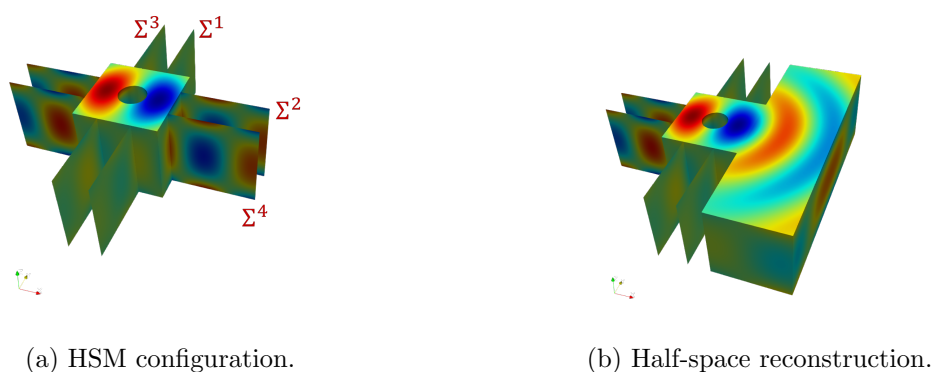 Σ³ Σ¹
Σ²
Σ⁴
(a) HSM configuration.
(b) Half-space reconstruction.